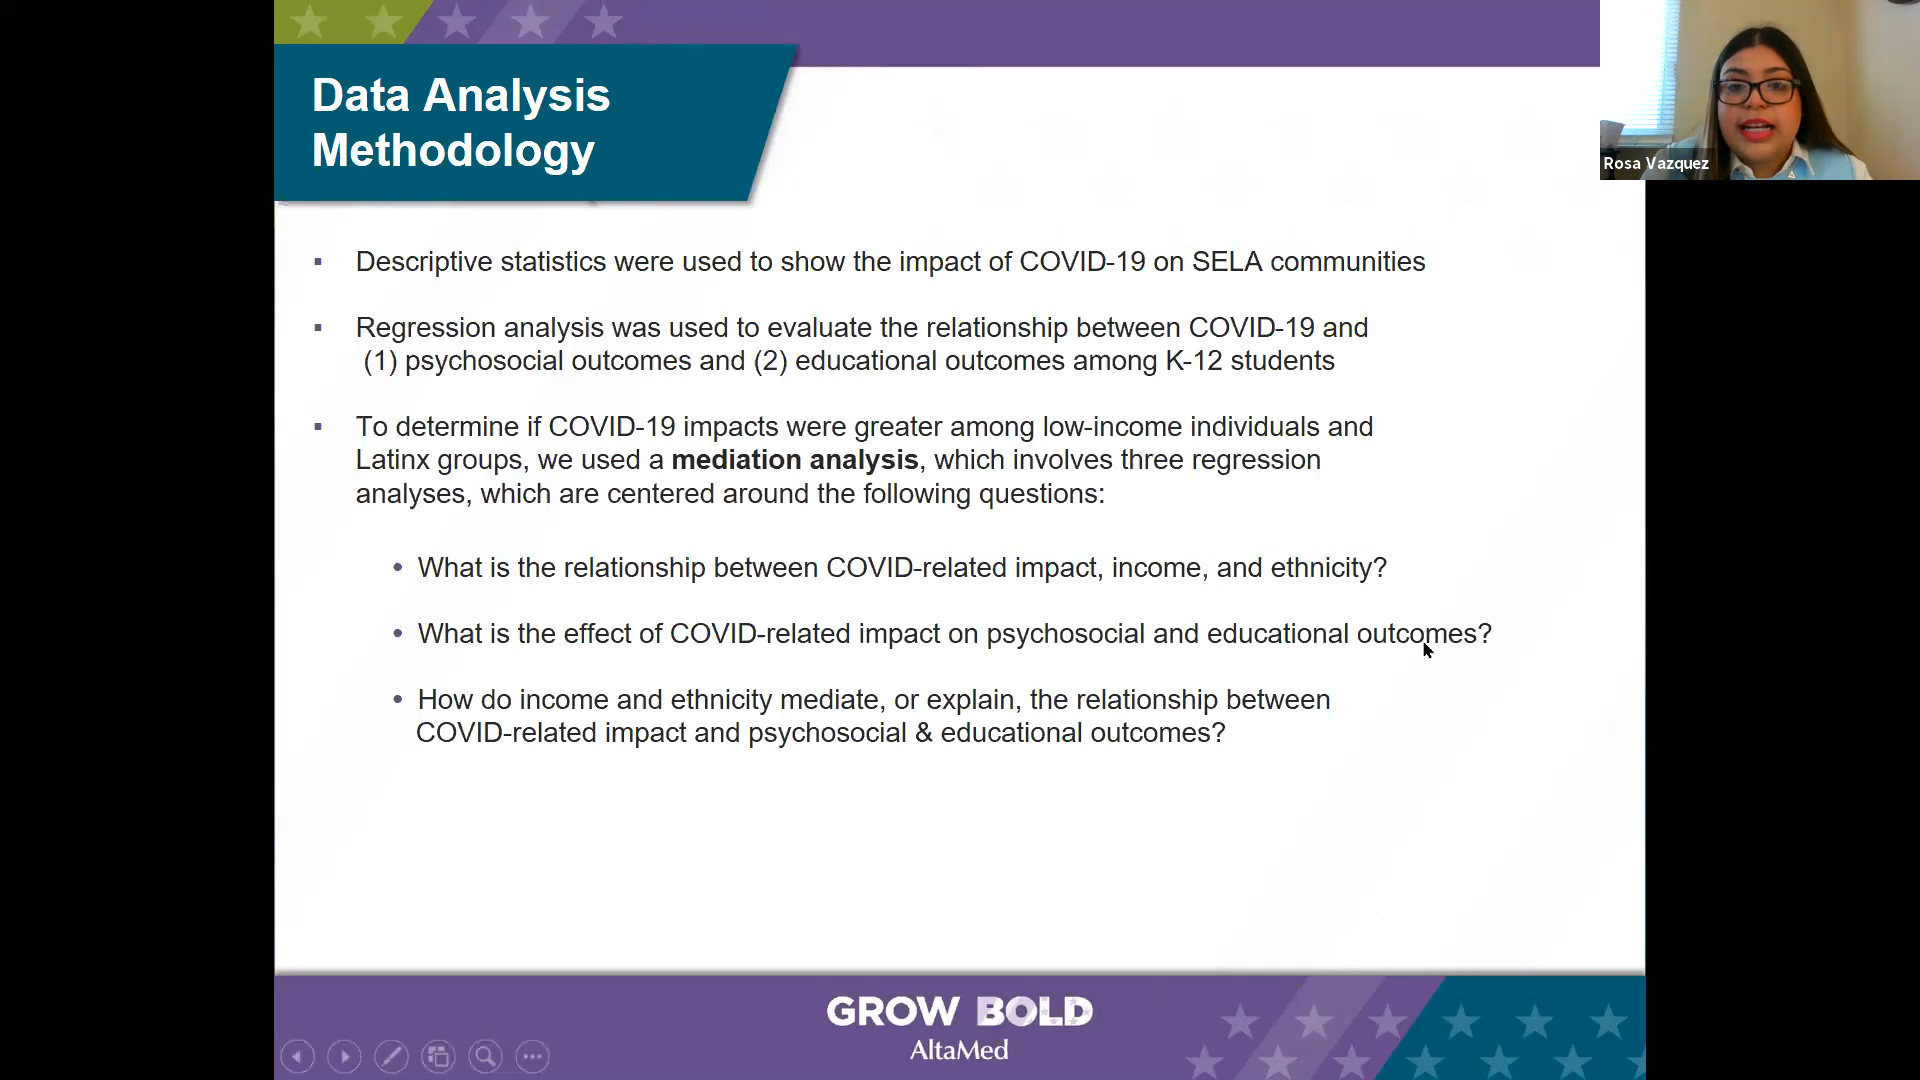 Data Analysis
Methodology
Rosa Vazquez
▪ Descriptive statistics were used to show the impact of COVID-19 on SELA communities
▪ Regression analysis was used to evaluate the relationship between COVID-19 and
(1) psychosocial outcomes and (2) educational outcomes among K-12 students
▪ To determine if COVID-19 impacts were greater among low-income individuals and
Latinx groups, we used a mediation analysis, which involves three regression
analyses, which are centered around the following questions:
• What is the relationship between COVID-related impact, income, and ethnicity?
• What is the effect of COVID-related impact on psychosocial and educational outcomes?
• How do income and ethnicity mediate, or explain, the relationship between
COVID-related impact and psychosocial & educational outcomes?
GROW BOLD
AltaMed